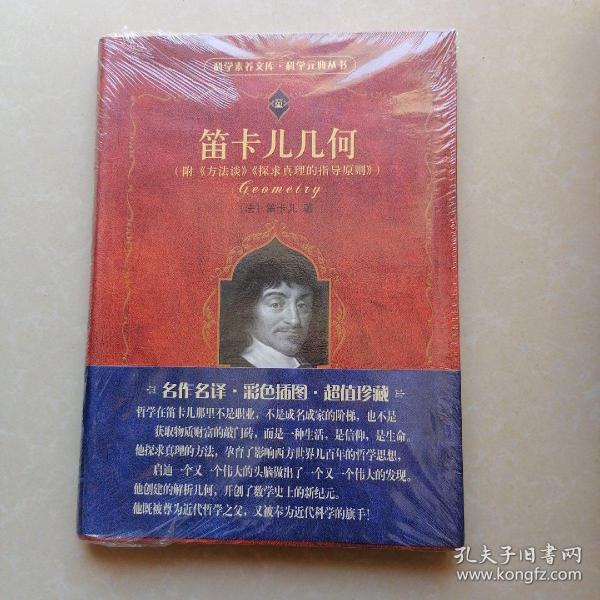 科学素养文库·科学元典丛书
笛卡儿几何
(附《方法谈》《探求真理的指导原则》)
Geometry
[法] 笛卡儿 著
名作名译·彩色插图·超值珍藏
哲学在笛卡儿那里不是职业,不是成名成家的阶梯,也不是
获取物质财富的敲门砖,而是一种生活,是信仰,是生命。
他探求真理的方法,孕育了影响西方世界几百年的哲学思想,
启迪一个又一个伟大的头脑做出了一个又一个伟大的发现。
他创建的解析几何,开创了数学史上的新纪元。
他既被尊为近代哲学之父,又被奉为近代科学的旗手!
孔夫子旧书网
www.kongfz.com